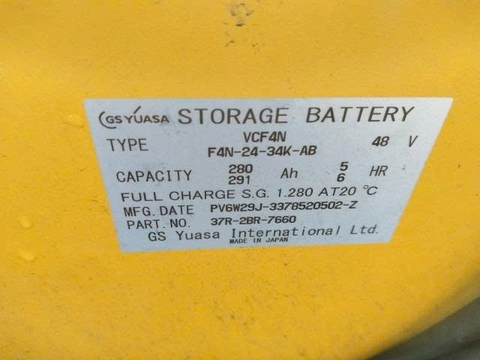 GS YUASA STORAGE BATTERY
TYPE VCF4N 48 V
F4N-24-34K-AB
CAPACITY 280 Ah 5 HR
291 6
FULL CHARGE S.G. 1.280 AT 20 ℃
MFG. DATE PV6W29J-3378520502-Z
PART. NO. 37R-2BR-7660
GS Yuasa International Ltd.
MADE IN JAPAN